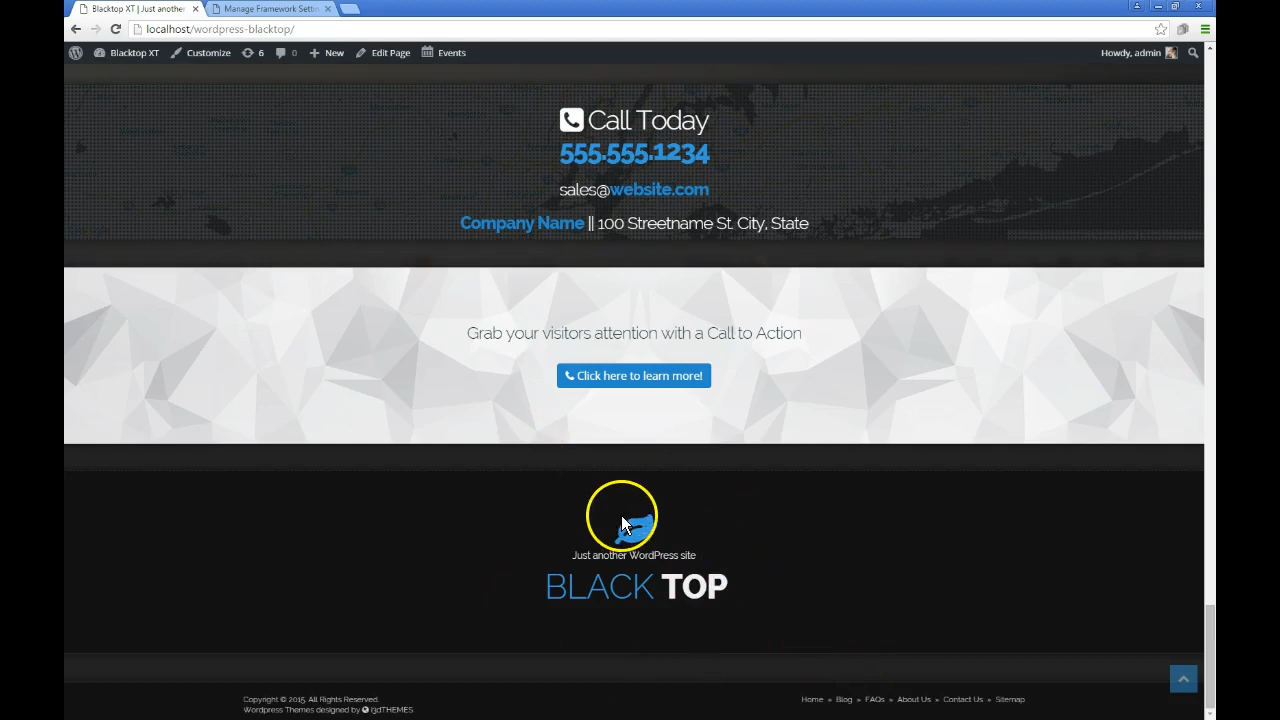 Blacktop XT | Just another
Manage Framework Settin
localhost/wordpress-blacktop/
Blacktop XT Customize 6 0 New Edit Page Events Howdy, admin
Call Today
555.555.1234
sales@website.com
Company Name || 100 Streetname St. City, State
Grab your visitors attention with a Call to Action
Click here to learn more!
Just another WordPress site
BLACK TOP
Copyright © 2015. All Rights Reserved.
Wordpress Themes designed by i3dTHEMES
Home » Blog » FAQs » About Us » Contact Us » Sitemap